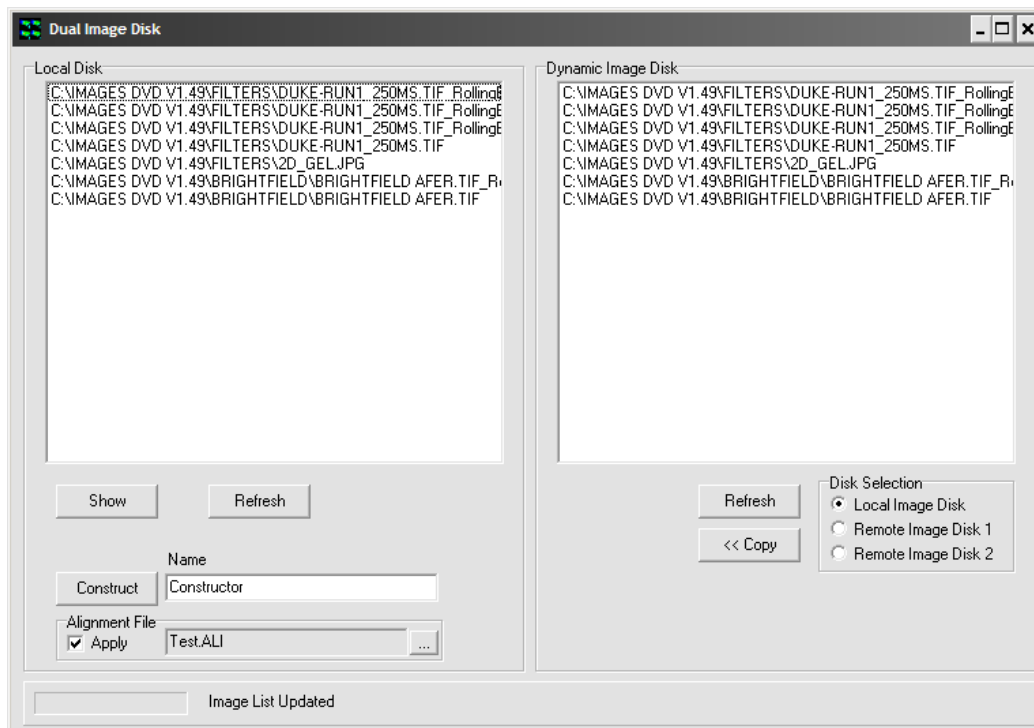 Dual Image Disk
Local Disk
C:\IMAGES DVD V1.49\FILTERS\DUKE-RUN1_250MS.TIF_Rolling
C:\IMAGES DVD V1.49\FILTERS\DUKE-RUN1_250MS.TIF_Rolling
C:\IMAGES DVD V1.49\FILTERS\DUKE-RUN1_250MS.TIF_Rolling
C:\IMAGES DVD V1.49\FILTERS\DUKE-RUN1_250MS.TIF
C:\IMAGES DVD V1.49\FILTERS\2D_GEL.JPG
C:\IMAGES DVD V1.49\BRIGHTFIELD\BRIGHTFIELD AFER.TIF_R
C:\IMAGES DVD V1.49\BRIGHTFIELD\BRIGHTFIELD AFER.TIF
Show
Refresh
Name
Construct
Constructor
Alignment File
Apply
Test.ALI
...
Dynamic Image Disk
C:\IMAGES DVD V1.49\FILTERS\DUKE-RUN1_250MS.TIF_Rolling
C:\IMAGES DVD V1.49\FILTERS\DUKE-RUN1_250MS.TIF_Rolling
C:\IMAGES DVD V1.49\FILTERS\DUKE-RUN1_250MS.TIF_Rolling
C:\IMAGES DVD V1.49\FILTERS\DUKE-RUN1_250MS.TIF
C:\IMAGES DVD V1.49\FILTERS\2D_GEL.JPG
C:\IMAGES DVD V1.49\BRIGHTFIELD\BRIGHTFIELD AFER.TIF_R
C:\IMAGES DVD V1.49\BRIGHTFIELD\BRIGHTFIELD AFER.TIF
Refresh
<< Copy
Disk Selection
Local Image Disk
Remote Image Disk 1
Remote Image Disk 2
Image List Updated